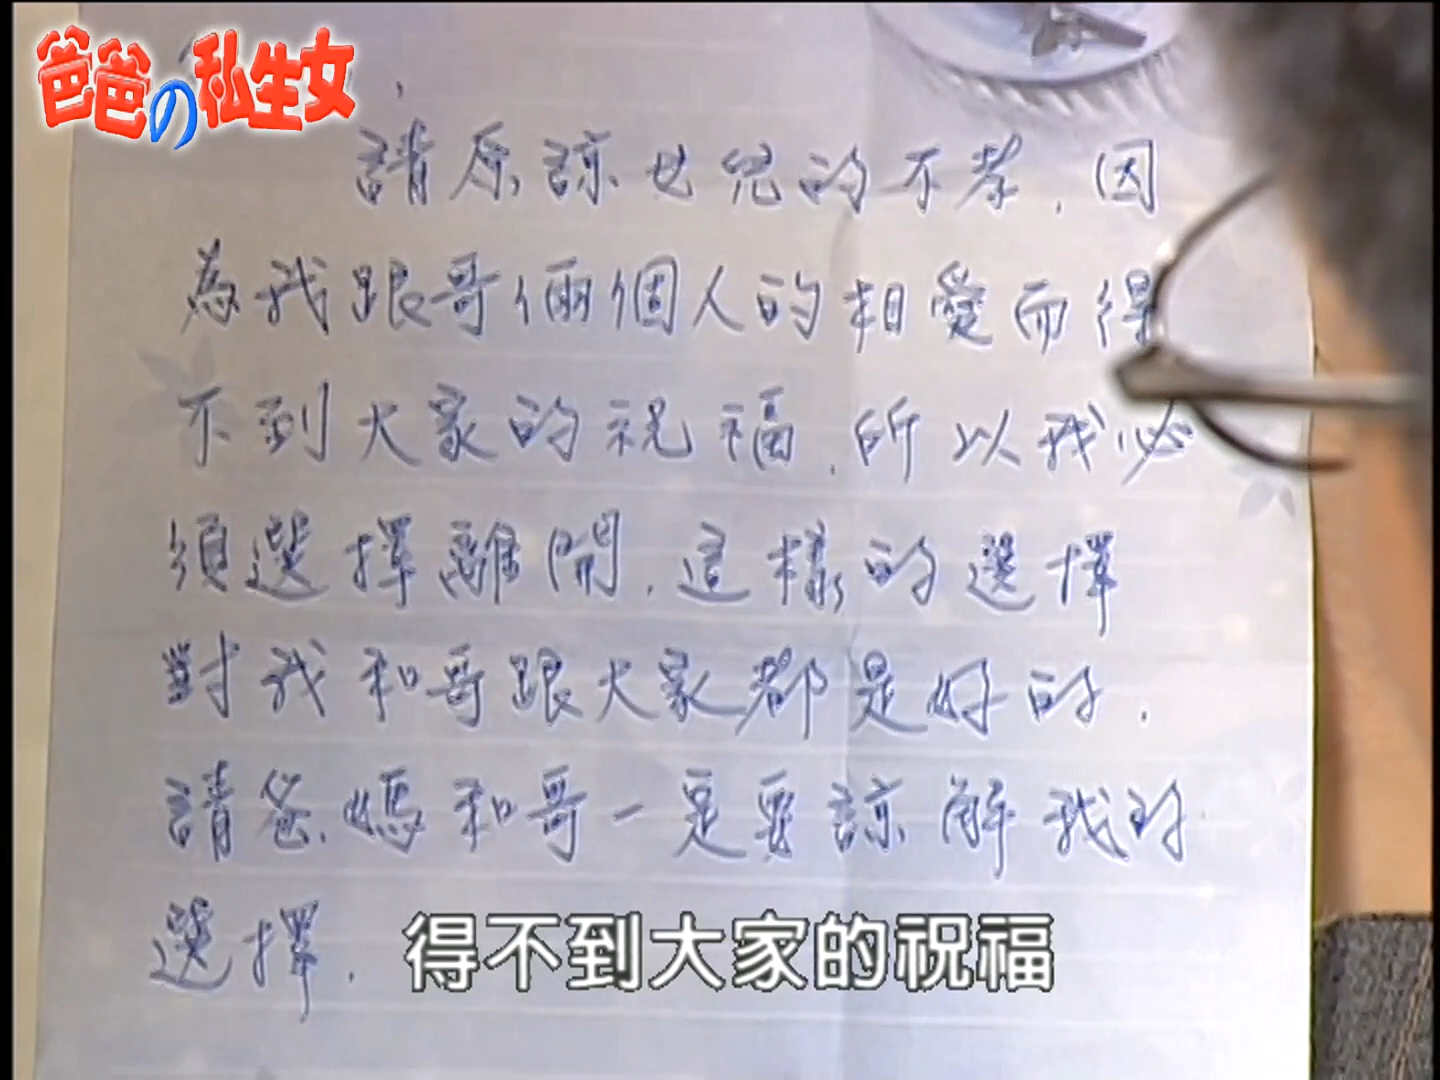 爸爸の私生女
請原諒女兒的不孝,因
為我跟哥倆個人的相愛而得
不到大家的祝福,所以我必
須選擇離開,這樣的選擇
對我和哥跟大家都是好的,
請爸媽和哥一定要諒解我的
選擇.
得不到大家的祝福